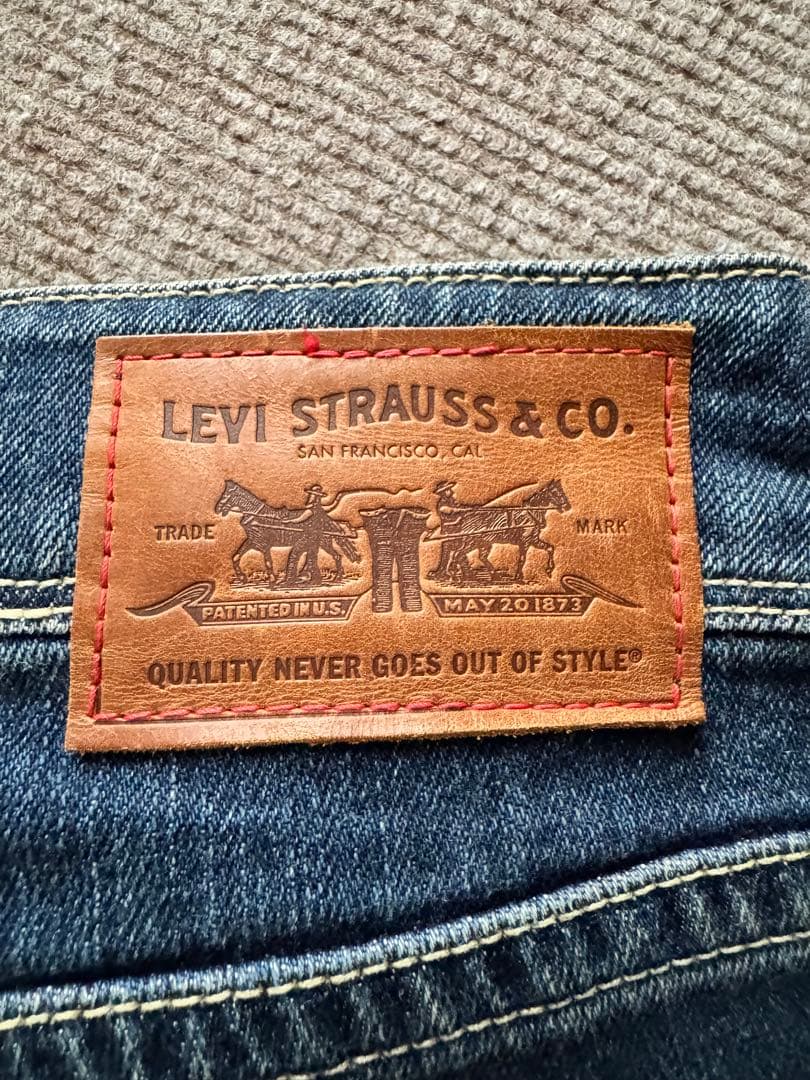 LEVI STRAUSS & CO.
SAN FRANCISCO, CAL
TRADE MARK
PATENTED IN U.S. MAY 20 1873
QUALITY NEVER GOES OUT OF STYLE®